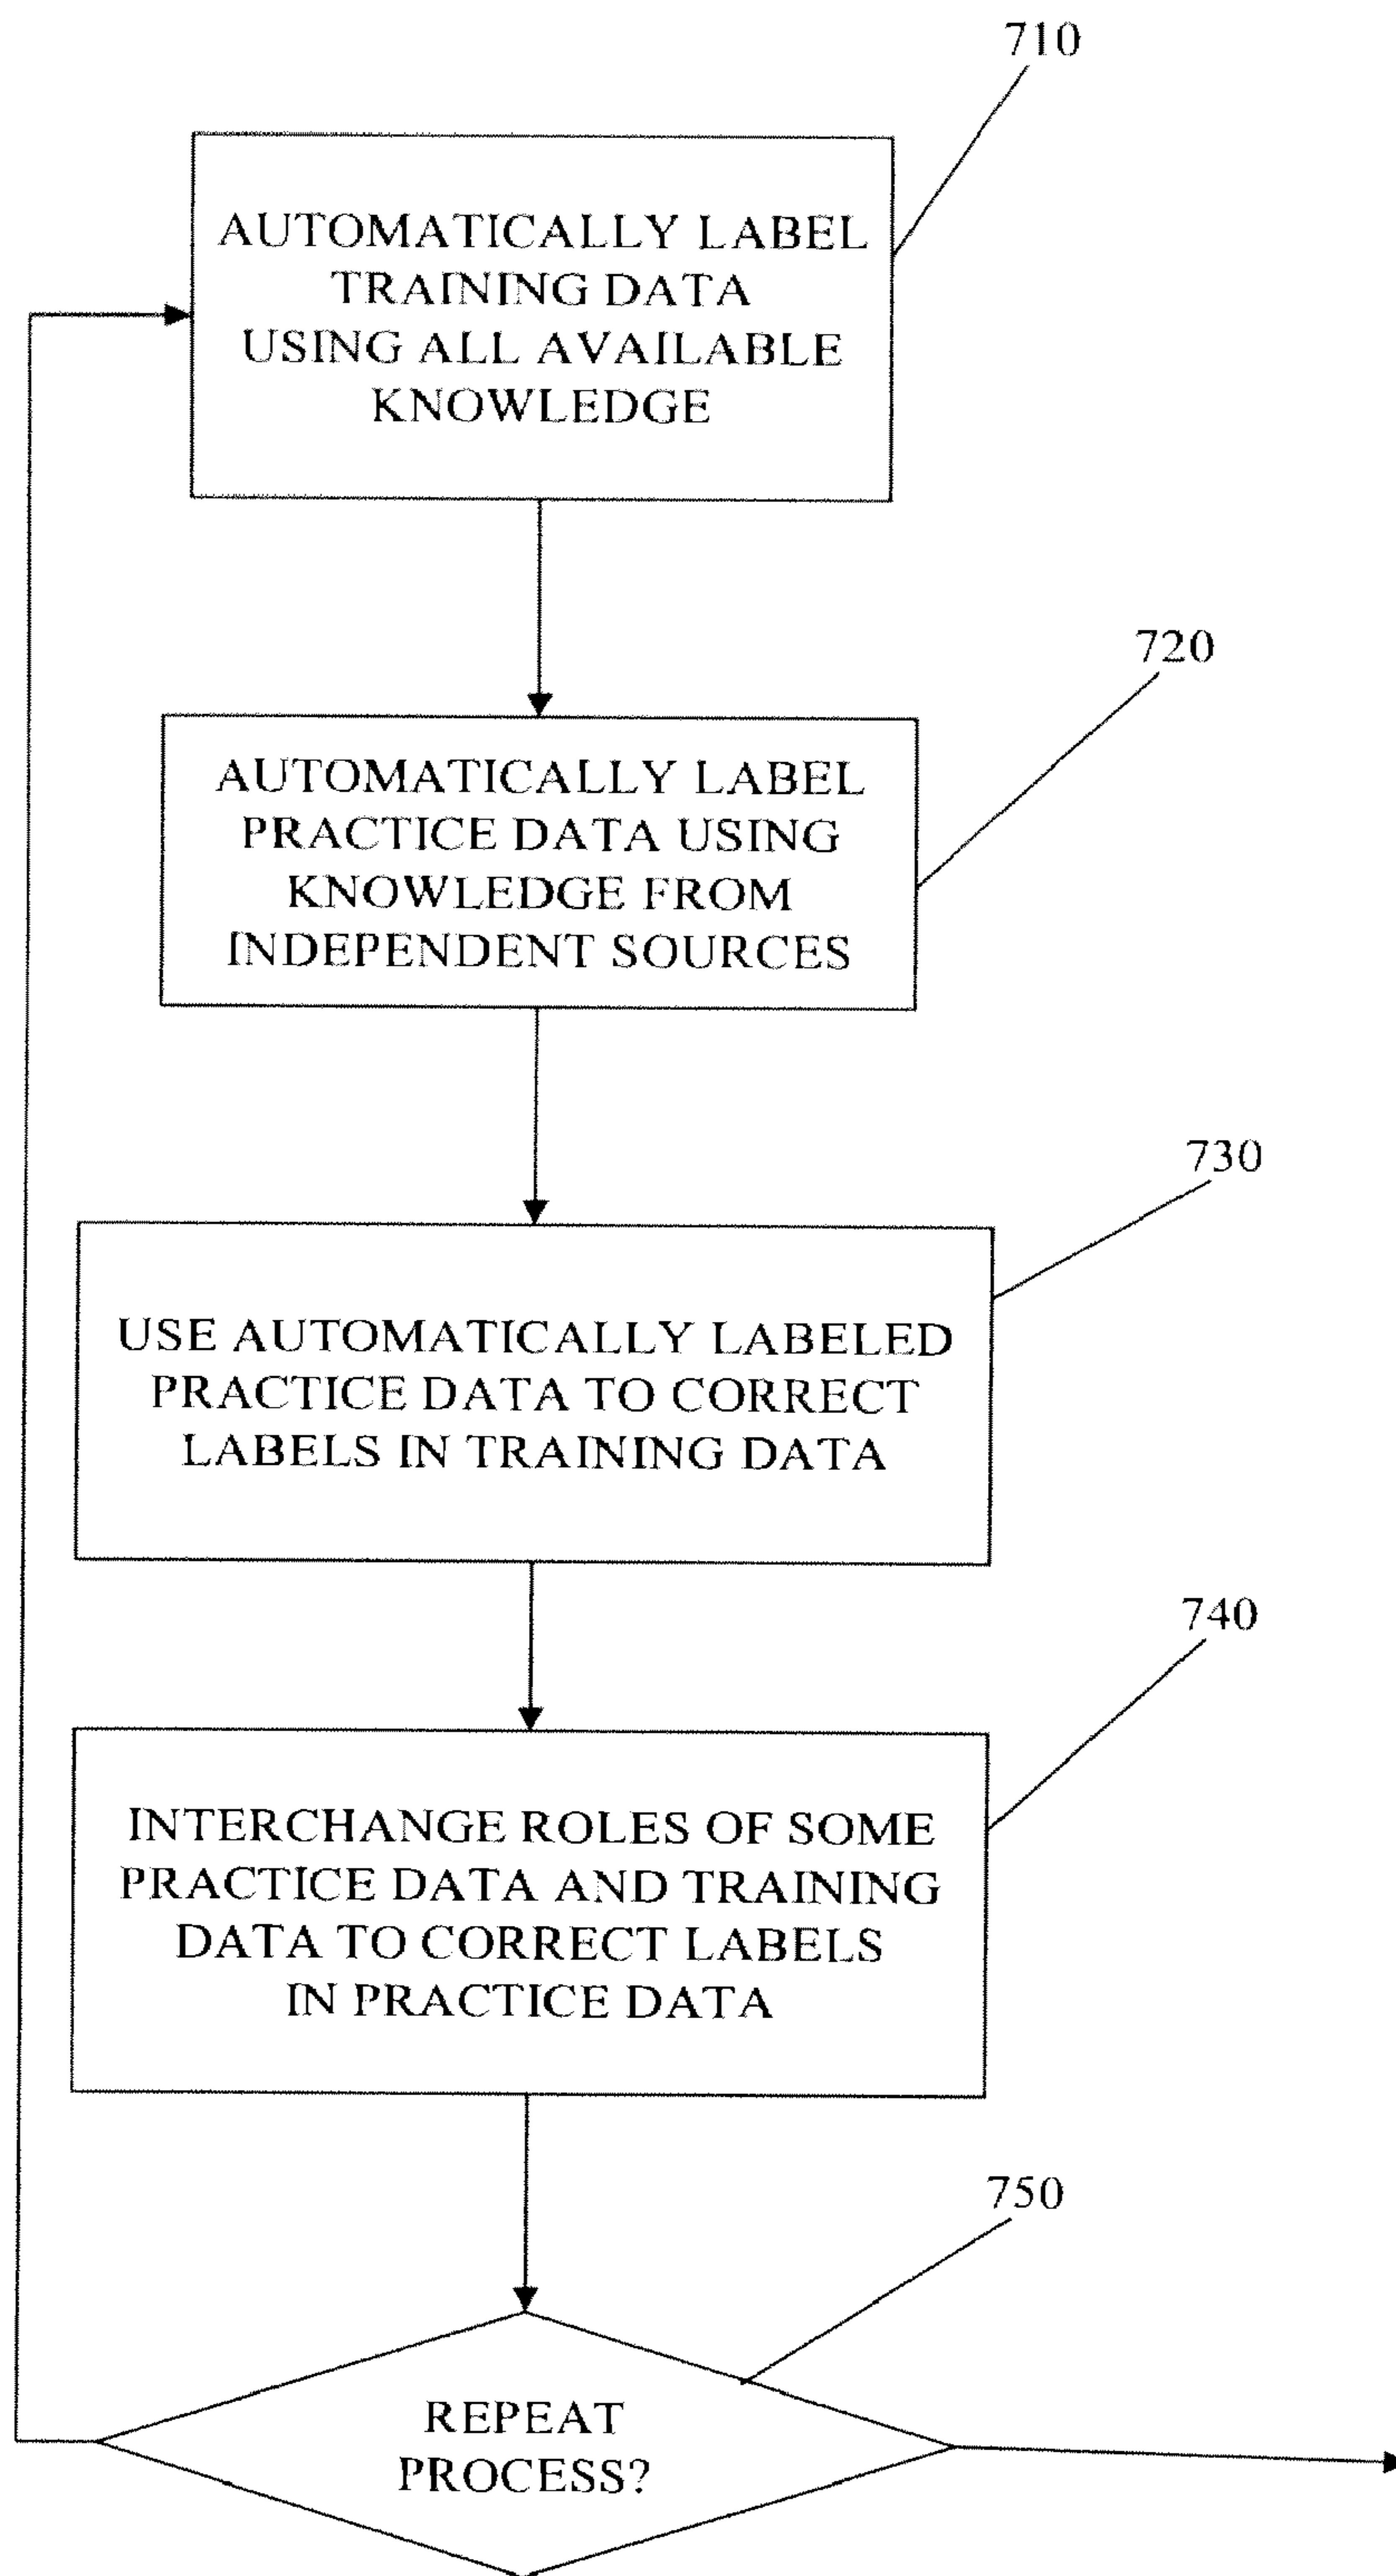 710
AUTOMATICALLY LABEL
TRAINING DATA
USING ALL AVAILABLE
KNOWLEDGE
720
AUTOMATICALLY LABEL
PRACTICE DATA USING
KNOWLEDGE FROM
INDEPENDENT SOURCES
730
USE AUTOMATICALLY LABELED
PRACTICE DATA TO CORRECT
LABELS IN TRAINING DATA
740
INTERCHANGE ROLES OF SOME
PRACTICE DATA AND TRAINING
DATA TO CORRECT LABELS
IN PRACTICE DATA
750
REPEAT
PROCESS?